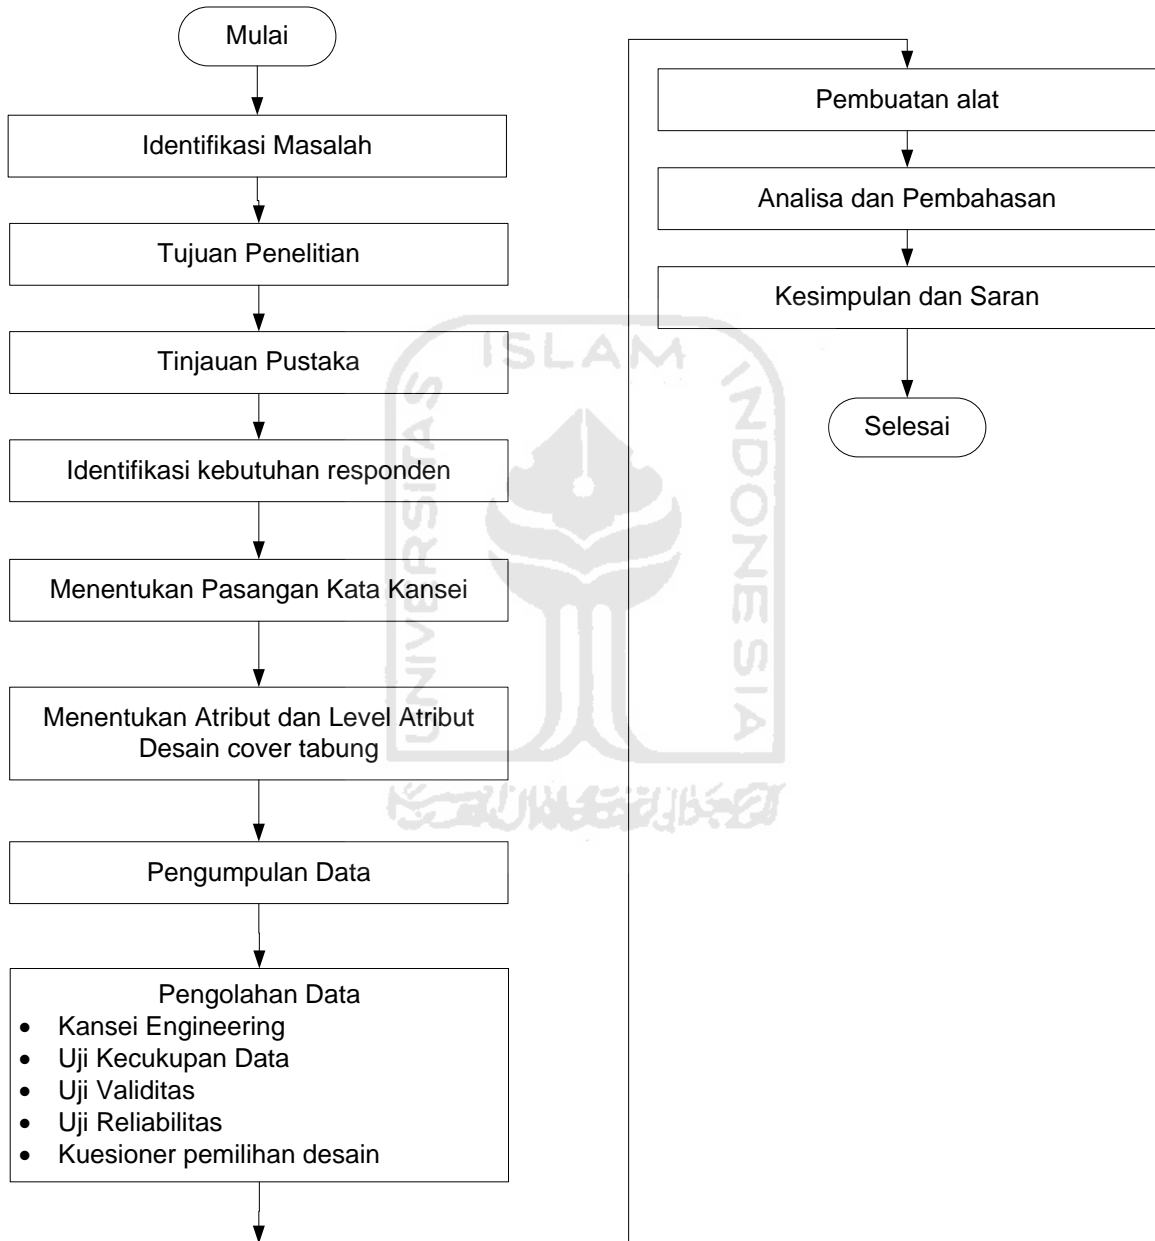 Mulai
Identifikasi Masalah
Tujuan Penelitian
Tinjauan Pustaka
Identifikasi kebutuhan responden
Menentukan Pasangan Kata Kansei
Menentukan Atribut dan Level Atribut
Desain cover tabung
Pengumpulan Data
Pengolahan Data
• Kansei Engineering
• Uji Kecukupan Data
• Uji Validitas
• Uji Reliabilitas
• Kuesioner pemilihan desain
Pembuatan alat
Analisa dan Pembahasan
Kesimpulan dan Saran
Selesai
UNIVERSITAS
ISLAM
INDONESIA